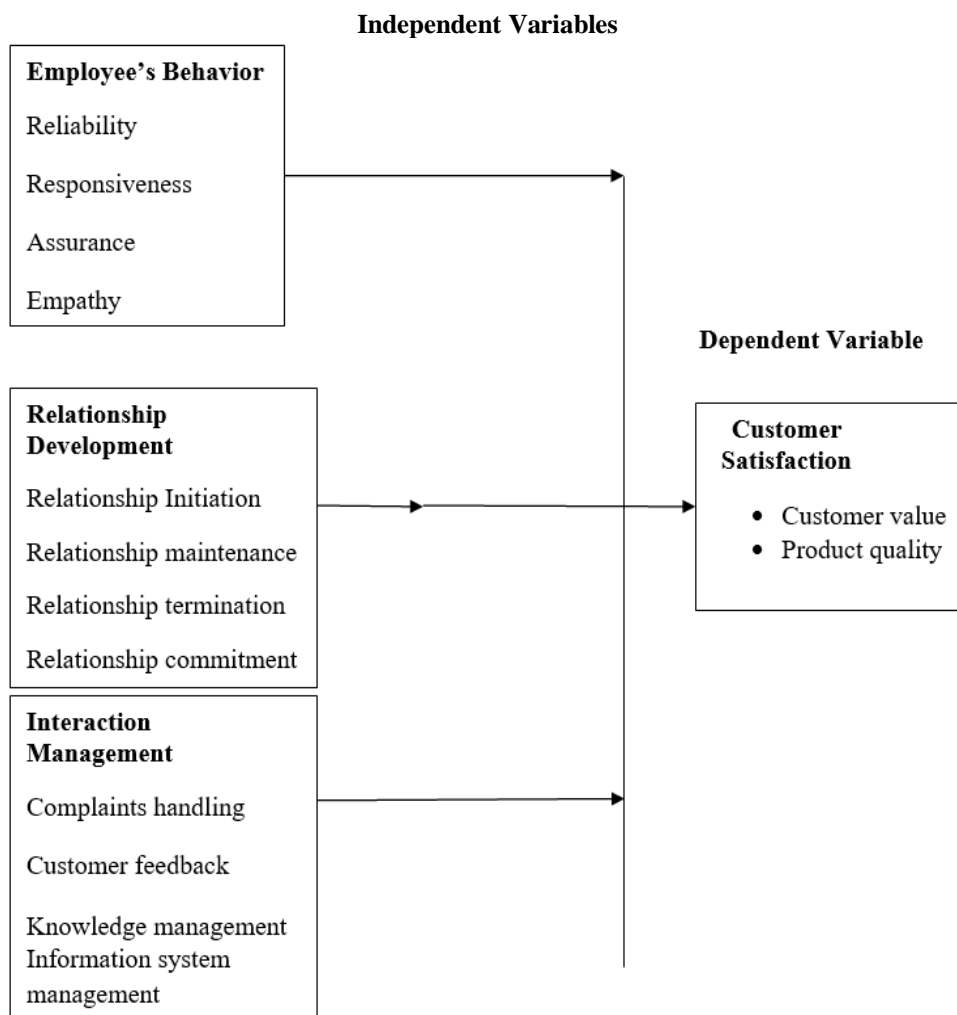 Independent Variables
Employee’s Behavior
Reliability
Responsiveness
Assurance
Empathy
Relationship
Development
Relationship Initiation
Relationship maintenance
Relationship termination
Relationship commitment
Interaction
Management
Complaints handling
Customer feedback
Knowledge management
Information system
management
Dependent Variable
Customer
Satisfaction
• Customer value
• Product quality